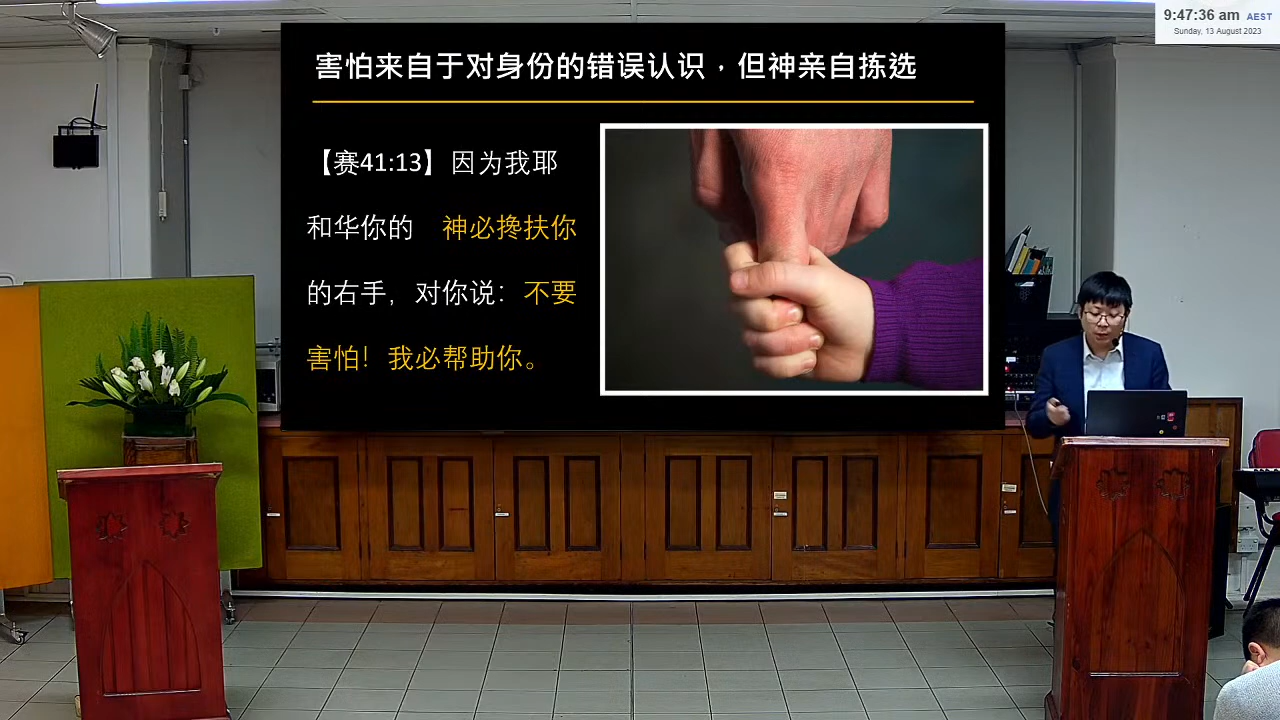 9:47:36 am AEST
Sunday, 13 August 2023
害怕来自于对身份的错误认识，但神亲自拣选
【赛41:13】因为我耶
和华你的 神必搀扶你
的右手，对你说：不要
害怕！我必帮助你。